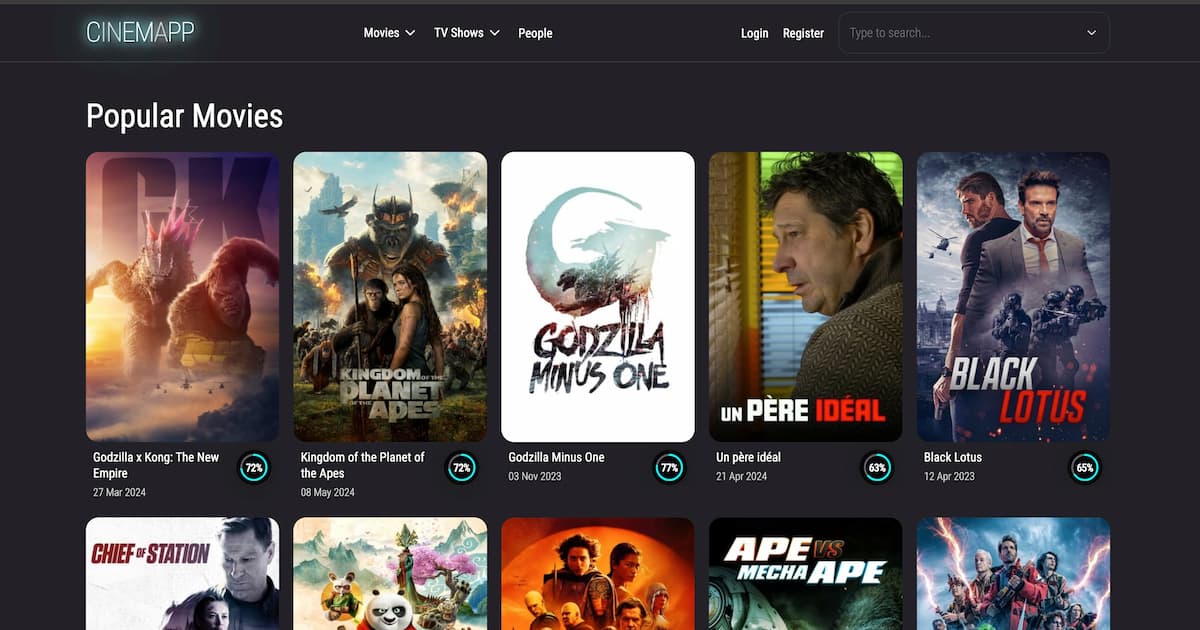 CINEMAPP
Movies
TV Shows
People
Login
Register
Type to search...
Popular Movies
GK
KINGDOM OF THE
PLANET
OF THE APES
GODZILLA
MINUS ONE
UN PÈRE IDÉAL
BLACK
LOTUS
Godzilla x Kong: The New
Empire
27 Mar 2024
72%
Kingdom of the Planet of
the Apes
08 May 2024
72%
Godzilla Minus One
03 Nov 2023
77%
Un père idéal
21 Apr 2024
63%
Black Lotus
12 Apr 2023
65%
CHIEF OF STATION
APE VS
MECHA APE